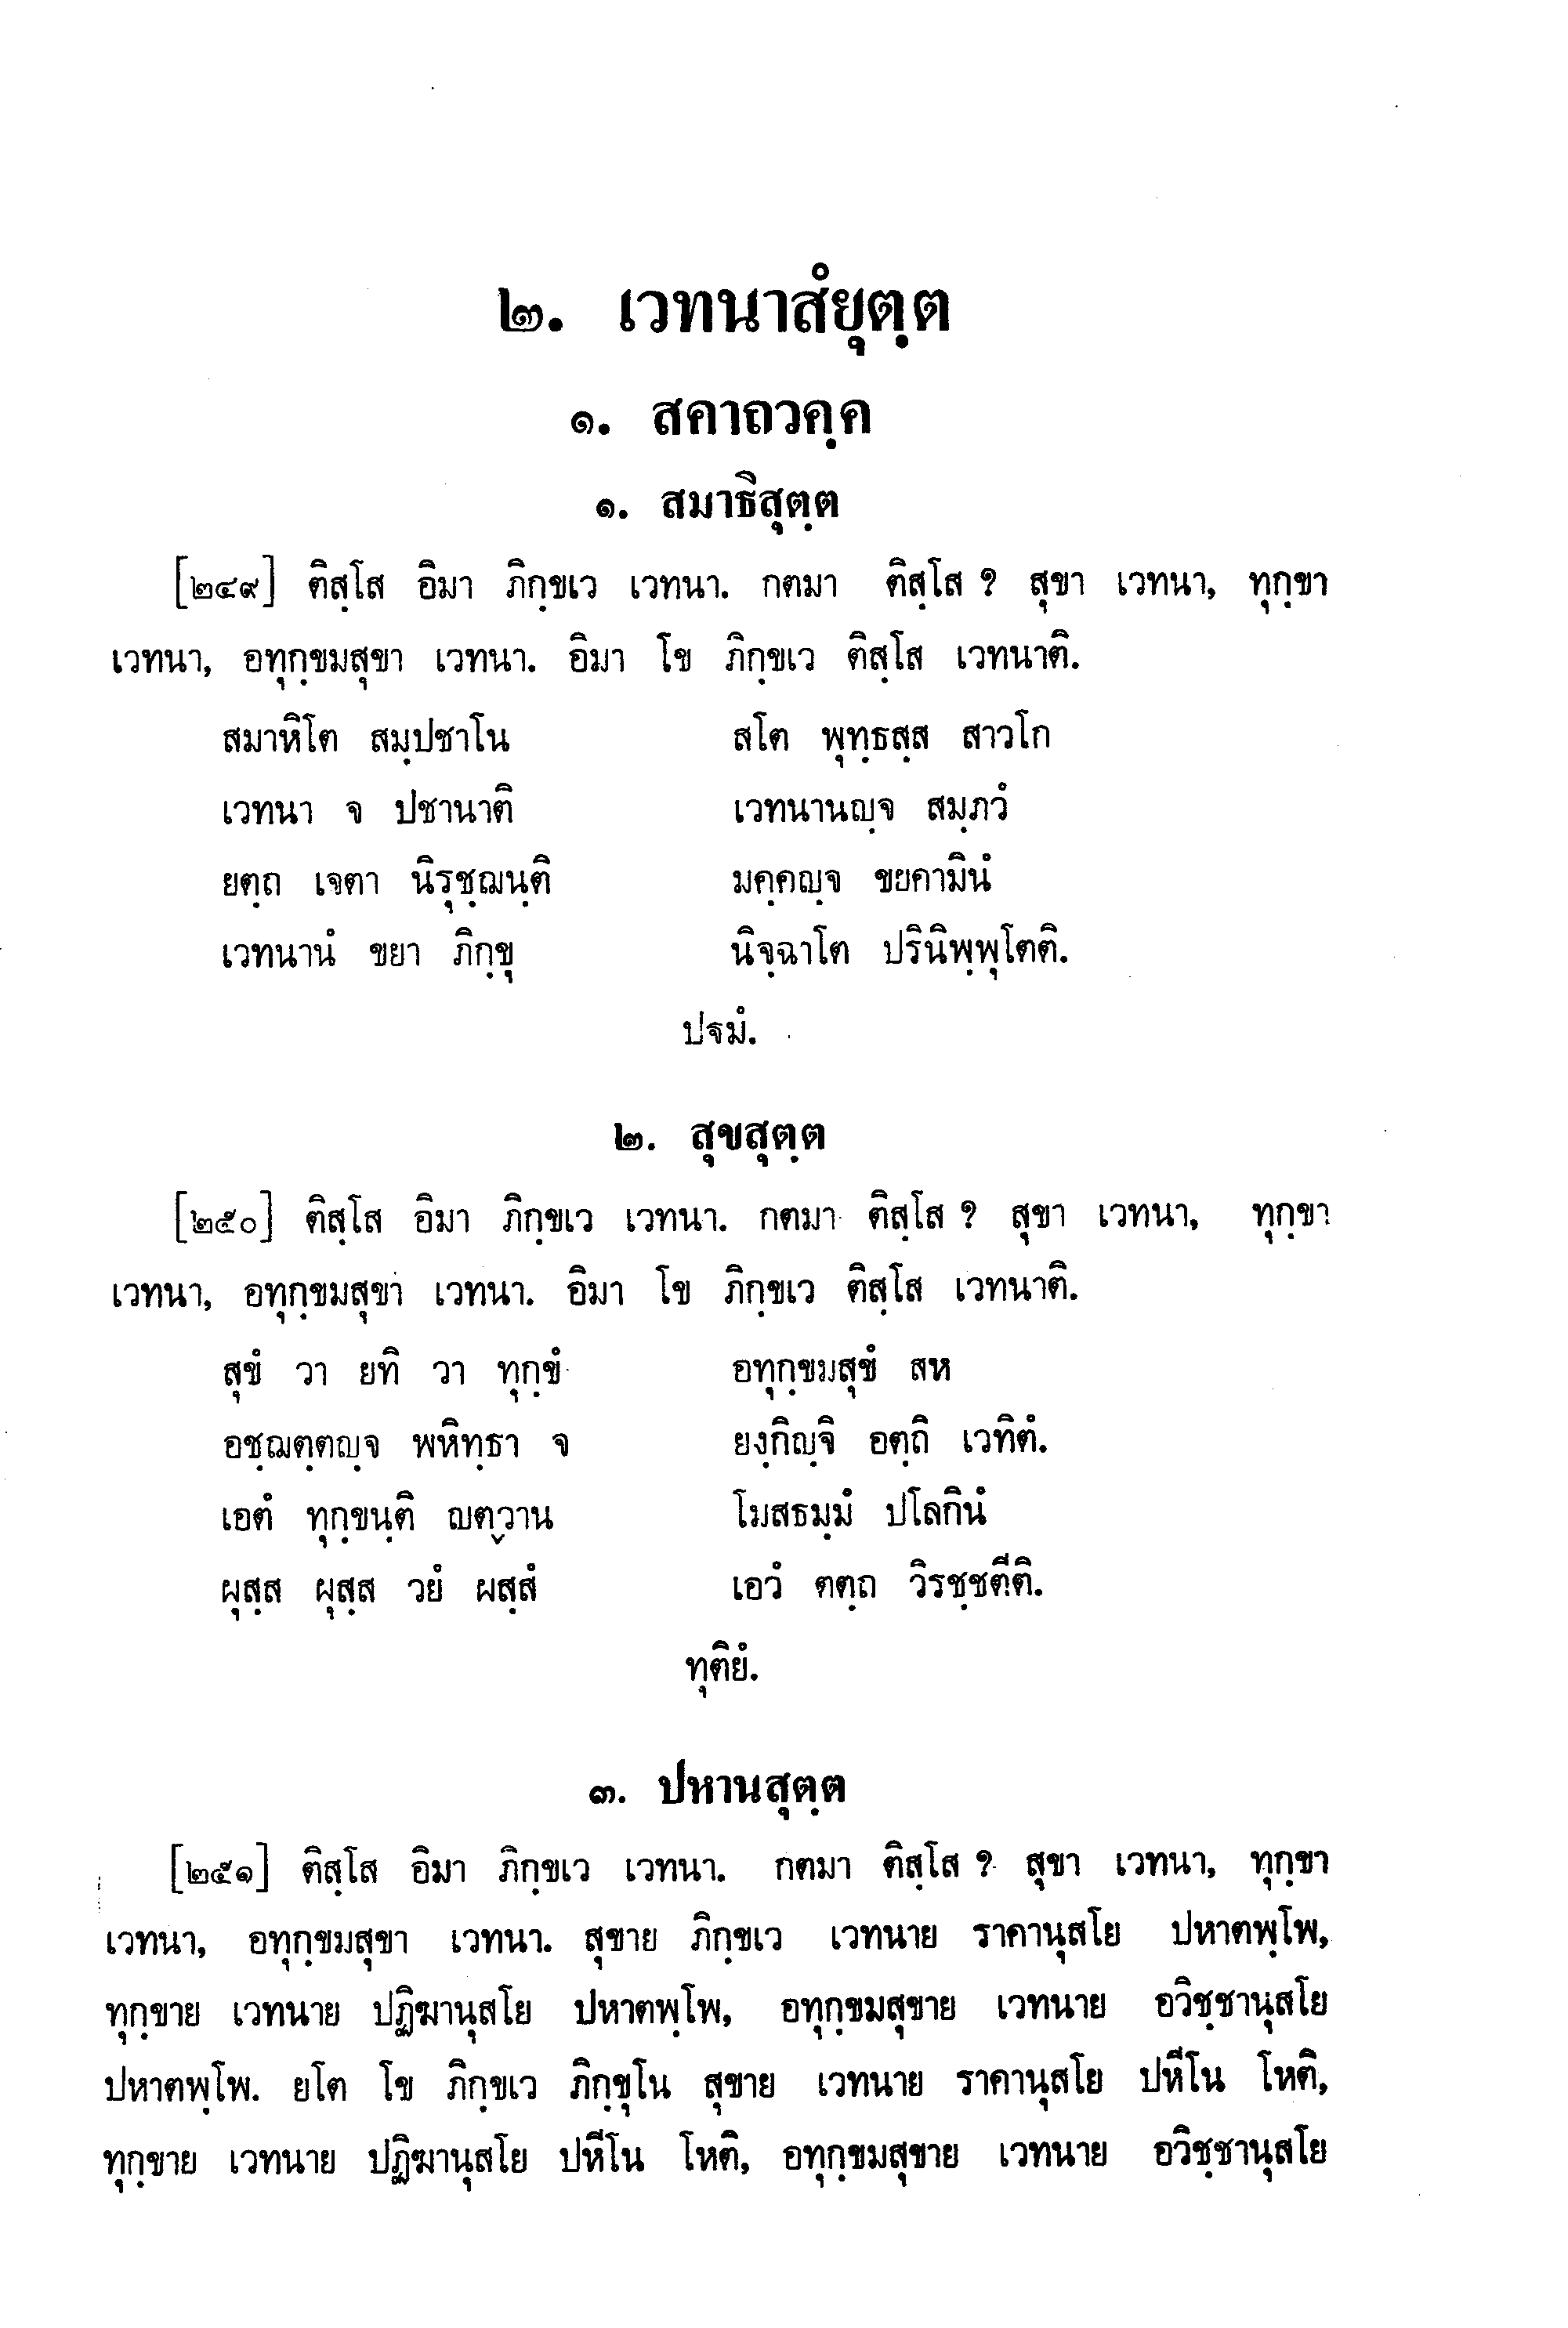 ๒. เวทนาสํยุตฺต
๑. สคาถวคฺค
๑. สมาธิสุตฺต
[๒๔๙] ติสฺโส อิมา ภิกฺขเว เวทนา. กตมา ติสฺโส ? สุขา เวทนา, ทุกฺขา
เวทนา, อทุกฺขมสุขา เวทนา. อิมา โข ภิกฺขเว ติสฺโส เวทนาติ.
สมาหิโต สมฺปชาโน สโต พุทฺธสฺส สาวโก
เวทนา จ ปชานาติ เวทนานญฺจ สมฺภวํ
ยตฺถ เจตา นิรุชฺฌนฺติ มคฺคญฺจ ขยคามินํ
เวทนานํ ขยา ภิกฺขุ นิจฺฉาโต ปรินิพฺพุโตติ.
ปฐมํ.
๒. สุขสุตฺต
[๒๕๐] ติสฺโส อิมา ภิกฺขเว เวทนา. กตมา ติสฺโส ? สุขา เวทนา, ทุกฺขา
เวทนา, อทุกฺขมสุขา เวทนา. อิมา โข ภิกฺขเว ติสฺโส เวทนาติ.
สุขํ วา ยทิ วา ทุกฺขํ อทุกฺขมสุขํ สห
อชฺฌตฺตญฺจ พหิทฺธา จ ยงฺกิญฺจิ อตฺถิ เวทิตํ.
เอตํ ทุกฺขนฺติ ญตฺวาน โมสธมฺมํ ปโลกินํ
ผุสฺส ผุสฺส วยํ ผสฺสํ เอวํ ตตฺถ วิรชฺชตีติ.
ทุติยํ.
๓. ปหานสุตฺต
[๒๕๑] ติสฺโส อิมา ภิกฺขเว เวทนา. กตมา ติสฺโส ? สุขา เวทนา, ทุกฺขา
เวทนา, อทุกฺขมสุขา เวทนา. สุขาย ภิกฺขเว เวทนาย ราคานุสโย ปหาตพฺโพ,
ทุกฺขาย เวทนาย ปฏิฆานุสโย ปหาตพฺโพ, อทุกฺขมสุขาย เวทนาย อวิชฺชานุสโย
ปหาตพฺโพ. ยโต โข ภิกฺขเว ภิกฺขุโน สุขาย เวทนาย ราคานุสโย ปหีโน โหติ,
ทุกฺขาย เวทนาย ปฏิฆานุสโย ปหีโน โหติ, อทุกฺขมสุขาย เวทนาย อวิชฺชานุสโย